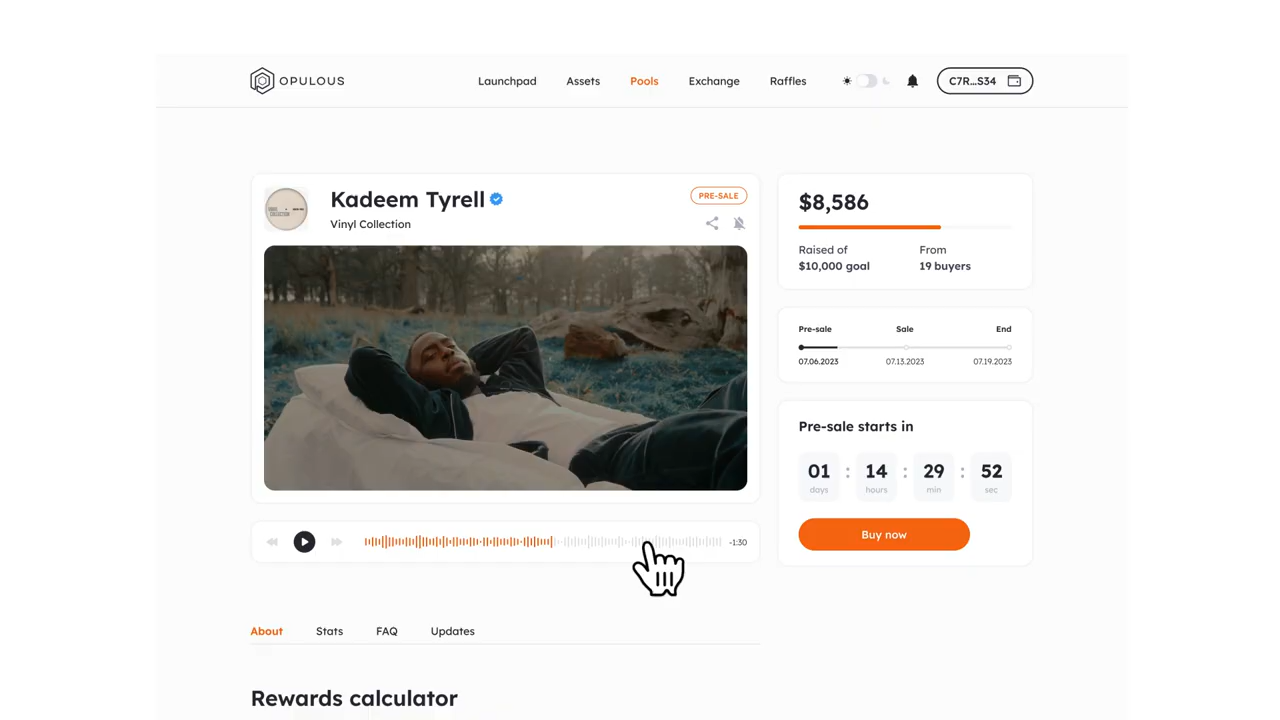 OPULOUS
Launchpad Assets Pools Exchange Raffles
C7R...S34
Kadeem Tyrell
Vinyl Collection
PRE-SALE
-1:30
$8,586
Raised of
$10,000 goal
From
19 buyers
Pre-sale Sale End
07.06.2023 07.13.2023 07.19.2023
Pre-sale starts in
01 : 14 : 29 : 52
days hours min sec
Buy now
About Stats FAQ Updates
Rewards calculator